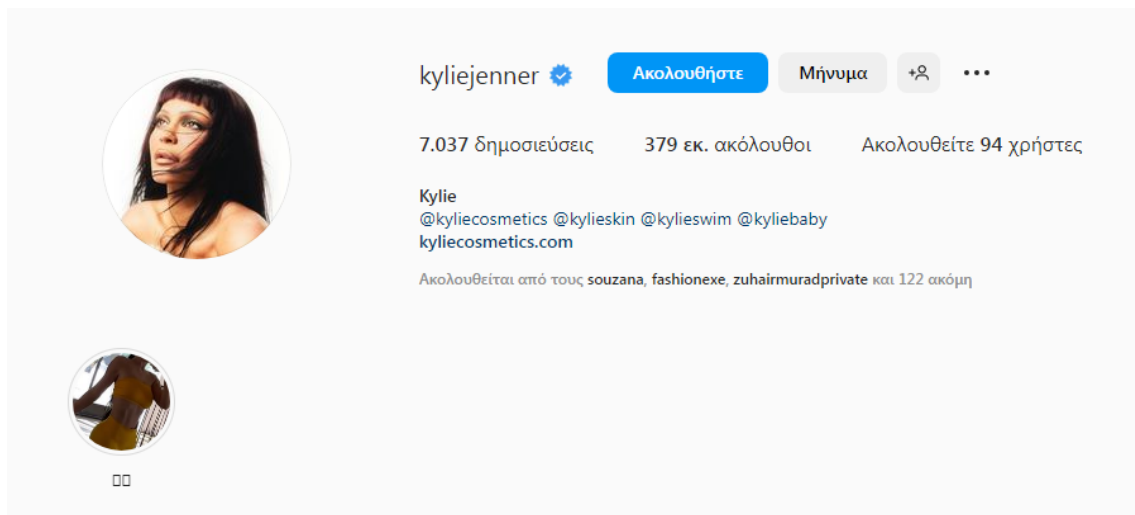 kyliejenner Ακολουθήστε Μήνυμα
7.037 δημοσιεύσεις 379 εκ. ακόλουθοι Ακολουθείτε 94 χρήστες
Kylie
@kyliecosmetics @kylieskin @kylieswim @kyliebaby
kyliecosmetics.com
Ακολουθείται από τους souzana, fashionexe, zuhairmuradprivate και 122 ακόμη